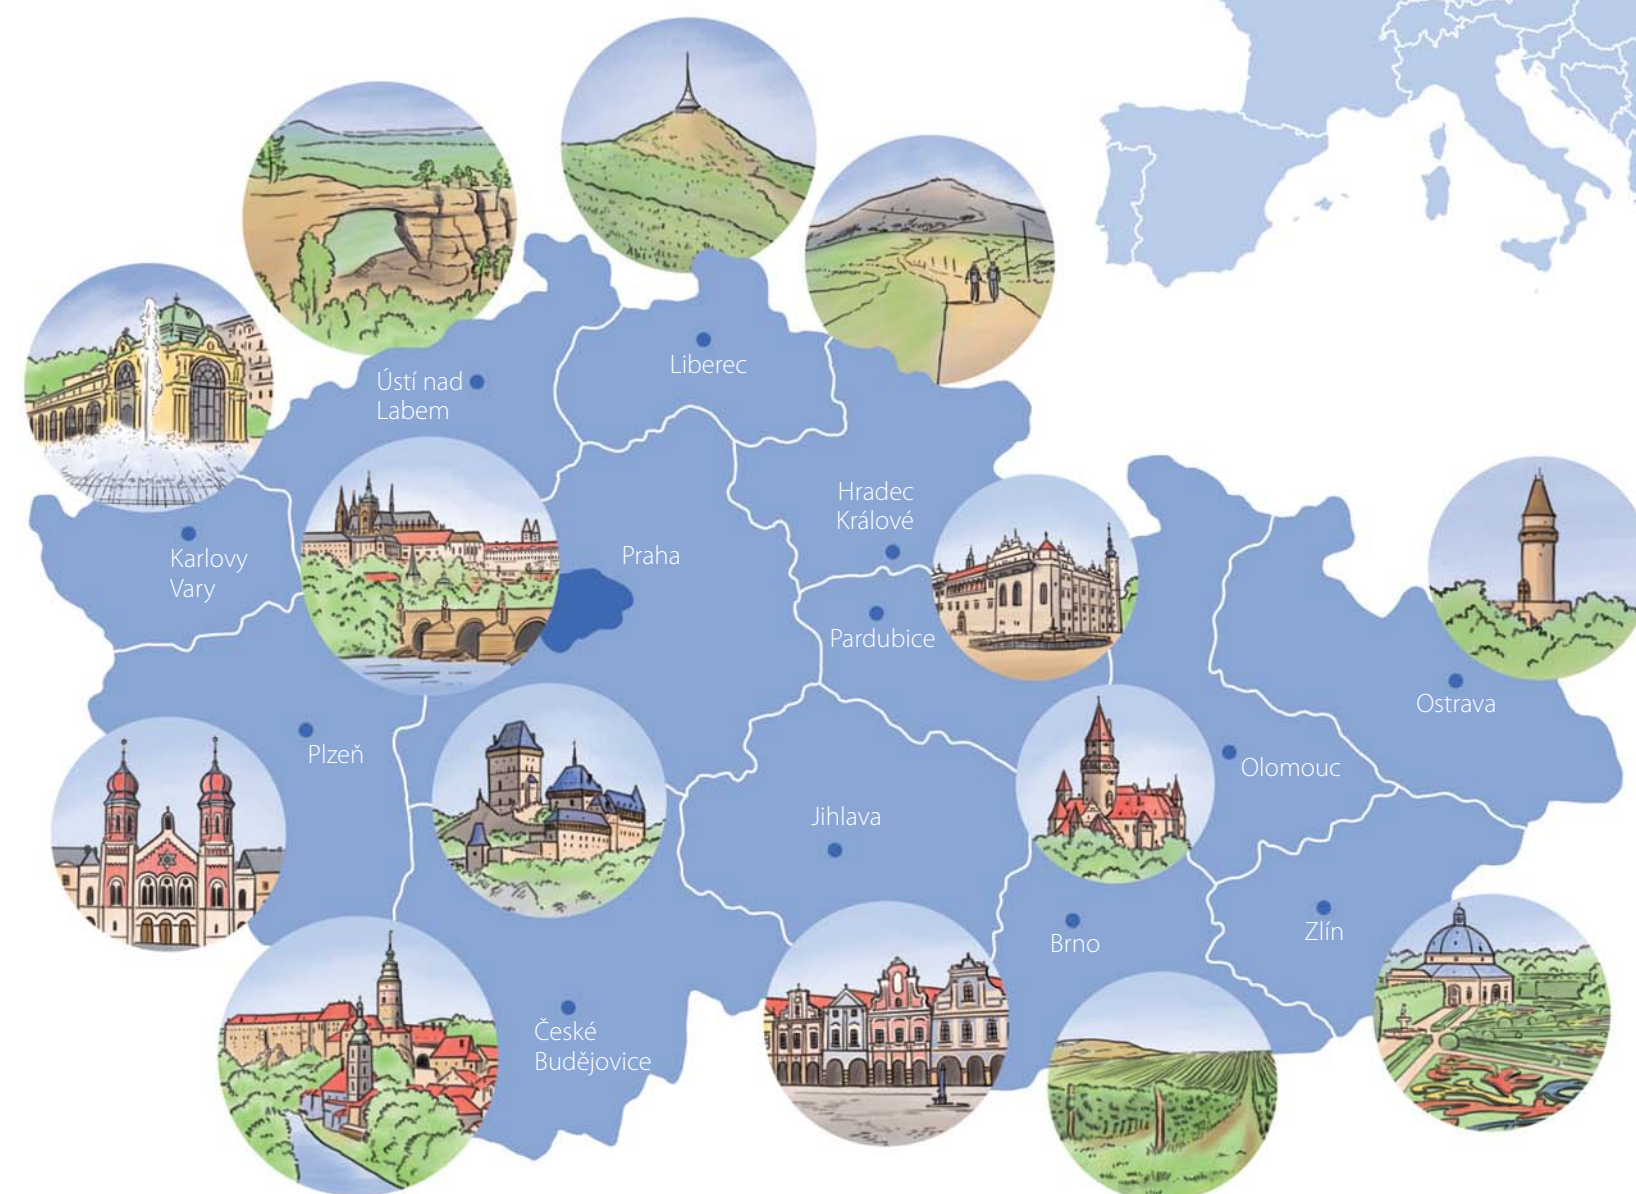 Liberec
Ústí nad
Labem
Hradec
Králové
Karlovy
Vary
Praha
Pardubice
Ostrava
Plzeň
Olomouc
Jihlava
Brno
Zlín
České
Budějovice